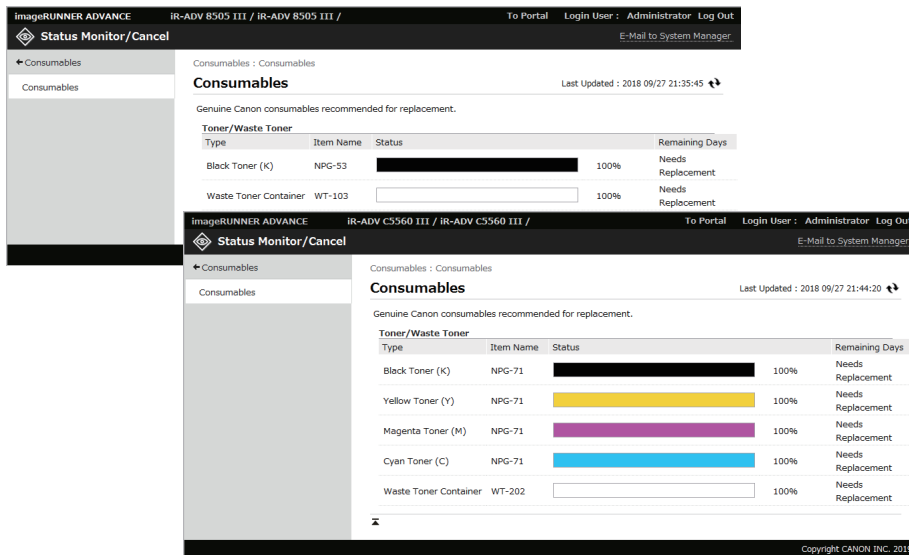 imageRUNNER ADVANCE iR-ADV 8505 III / iR-ADV 8505 III / To Portal Login User : Administrator Log Out
Status Monitor/Cancel E-Mail to System Manager
Consumables
Consumables
Consumables : Consumables
Consumables Last Updated : 2018 09/27 21:35:45
Genuine Canon consumables recommended for replacement.
Toner/Waste Toner
Type Item Name Status Remaining Days
Black Toner (K) NPG-53 100% Needs
Replacement
Waste Toner Container WT-103 100% Needs
Replacement
imageRUNNER ADVANCE iR-ADV C5560 III / iR-ADV C5560 III / To Portal Login User : Administrator Log Out
Status Monitor/Cancel E-Mail to System Manager
Consumables
Consumables
Consumables : Consumables
Consumables Last Updated : 2018 09/27 21:44:20
Genuine Canon consumables recommended for replacement.
Toner/Waste Toner
Type Item Name Status Remaining Days
Black Toner (K) NPG-71 100% Needs
Replacement
Yellow Toner (Y) NPG-71 100% Needs
Replacement
Magenta Toner (M) NPG-71 100% Needs
Replacement
Cyan Toner (C) NPG-71 100% Needs
Replacement
Waste Toner Container WT-202 100% Needs
Replacement
Copyright CANON INC. 2019